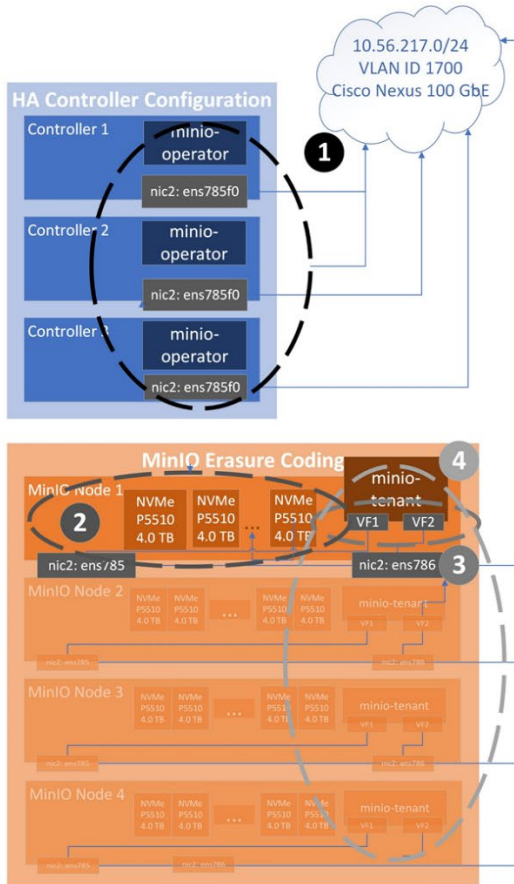 10.56.217.0/24
VLAN ID 1700
Cisco Nexus 100 GbE
HA Controller Configuration
Controller 1
minio-
operator
nic2: ens785f0
1
Controller 2
minio-
operator
nic2: ens785f0
Controller 3
minio-
operator
nic2: ens785f0
MinIO Erasure Coding
4
MinIO Node 1
minio-
tenant
2
NVMe NVMe NVMe
P5510 P5510 ... P5510
4.0 TB 4.0 TB 4.0 TB
VF1 VF2
nic2: ens785
nic2: ens786
3
MinIO Node 2
NVMe NVMe NVMe NVMe
P5510 P5510 ... P5510 P5510
4.0 TB 4.0 TB 4.0 TB 4.0 TB
minio-tenant
VF1 VF2
nic2: ens785
nic2: ens786
MinIO Node 3
NVMe NVMe NVMe NVMe
P5510 P5510 ... P5510 P5510
4.0 TB 4.0 TB 4.0 TB 4.0 TB
minio-tenant
VF1 VF2
nic2: ens785
nic2: ens786
MinIO Node 4
NVMe NVMe NVMe NVMe
P5510 P5510 ... P5510 P5510
4.0 TB 4.0 TB 4.0 TB 4.0 TB
minio-tenant
VF1 VF2
nic2: ens785
nic2: ens786